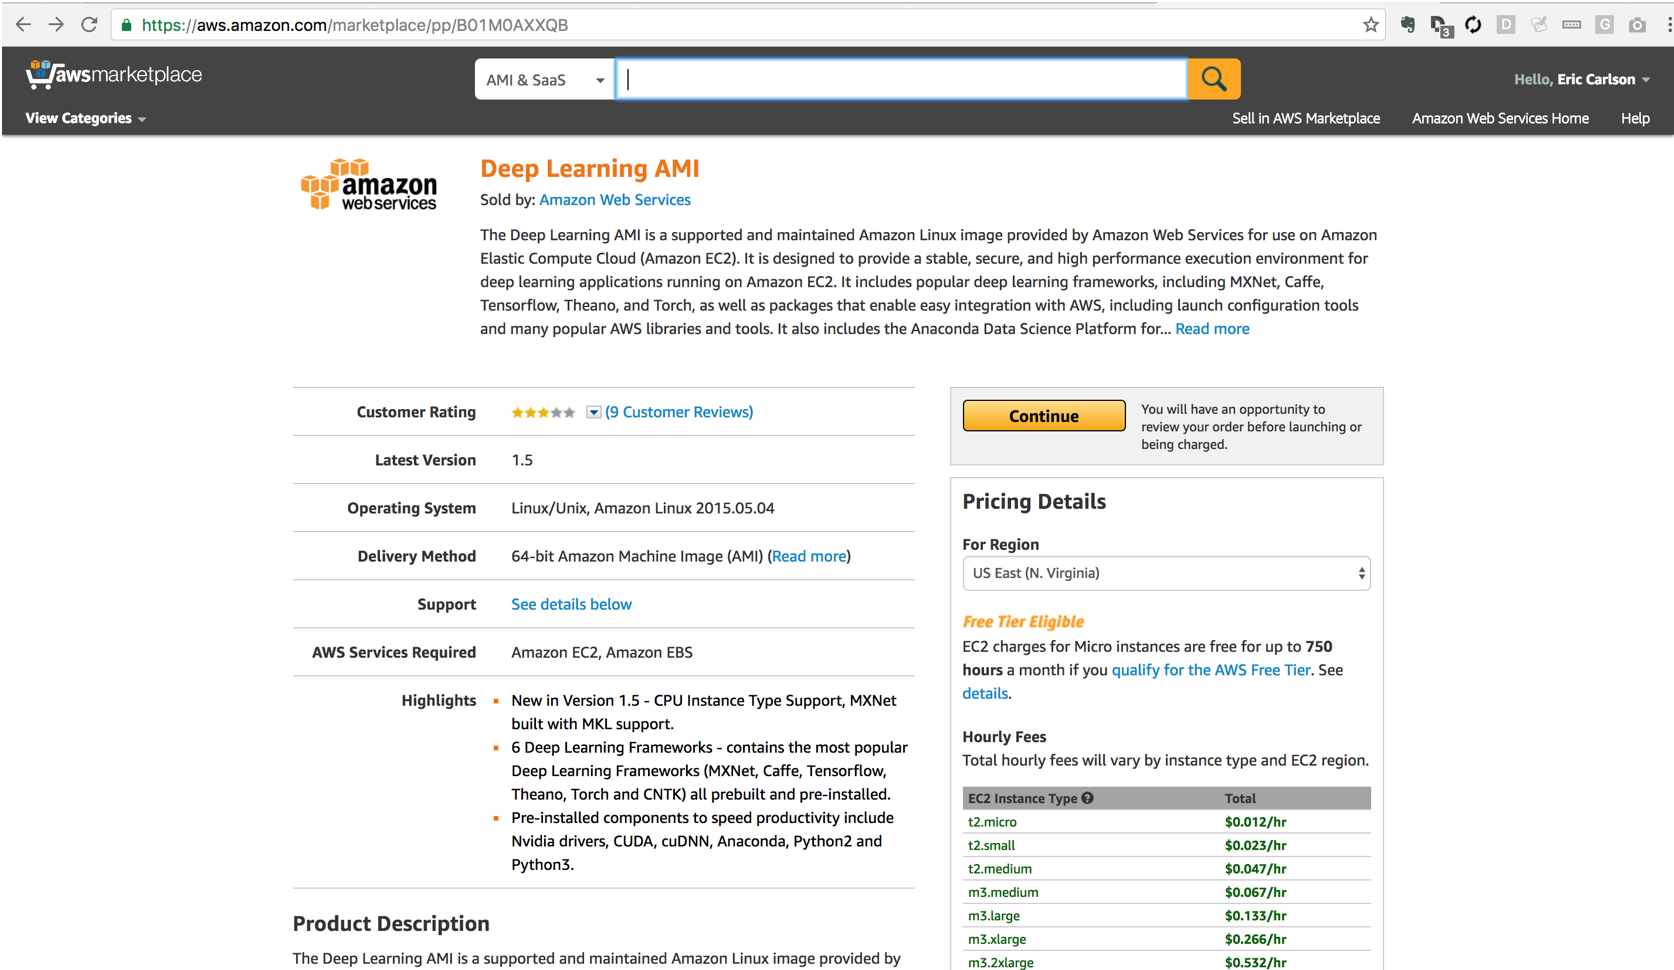 https://aws.amazon.com/marketplace/pp/B01M0AXXQB
3
D
G
awsmarketplace
AMI & SaaS
Hello, Eric Carlson
View Categories
Sell in AWS Marketplace
Amazon Web Services Home
Help
amazon
web services
Deep Learning AMI
Sold by: Amazon Web Services
The Deep Learning AMI is a supported and maintained Amazon Linux image provided by Amazon Web Services for use on Amazon
Elastic Compute Cloud (Amazon EC2). It is designed to provide a stable, secure, and high performance execution environment for
deep learning applications running on Amazon EC2. It includes popular deep learning frameworks, including MXNet, Caffe,
Tensorflow, Theano, and Torch, as well as packages that enable easy integration with AWS, including launch configuration tools
and many popular AWS libraries and tools. It also includes the Anaconda Data Science Platform for... Read more
Customer Rating (9 Customer Reviews)
Latest Version 1.5
Operating System Linux/Unix, Amazon Linux 2015.05.04
Delivery Method 64-bit Amazon Machine Image (AMI) (Read more)
Support See details below
AWS Services Required Amazon EC2, Amazon EBS
Highlights
New in Version 1.5 - CPU Instance Type Support, MXNet
built with MKL support.
6 Deep Learning Frameworks - contains the most popular
Deep Learning Frameworks (MXNet, Caffe, Tensorflow,
Theano, Torch and CNTK) all prebuilt and pre-installed.
Pre-installed components to speed productivity include
Nvidia drivers, CUDA, cuDNN, Anaconda, Python2 and
Python3.
Product Description
The Deep Learning AMI is a supported and maintained Amazon Linux image provided by
Continue
You will have an opportunity to
review your order before launching or
being charged.
Pricing Details
For Region
US East (N. Virginia)
Free Tier Eligible
EC2 charges for Micro instances are free for up to 750
hours a month if you qualify for the AWS Free Tier. See
details.
Hourly Fees
Total hourly fees will vary by instance type and EC2 region.
EC2 Instance Type ? Total
t2.micro $0.012/hr
t2.small $0.023/hr
t2.medium $0.047/hr
m3.medium $0.067/hr
m3.large $0.133/hr
m3.xlarge $0.266/hr
m3.2xlarge $0.532/hr